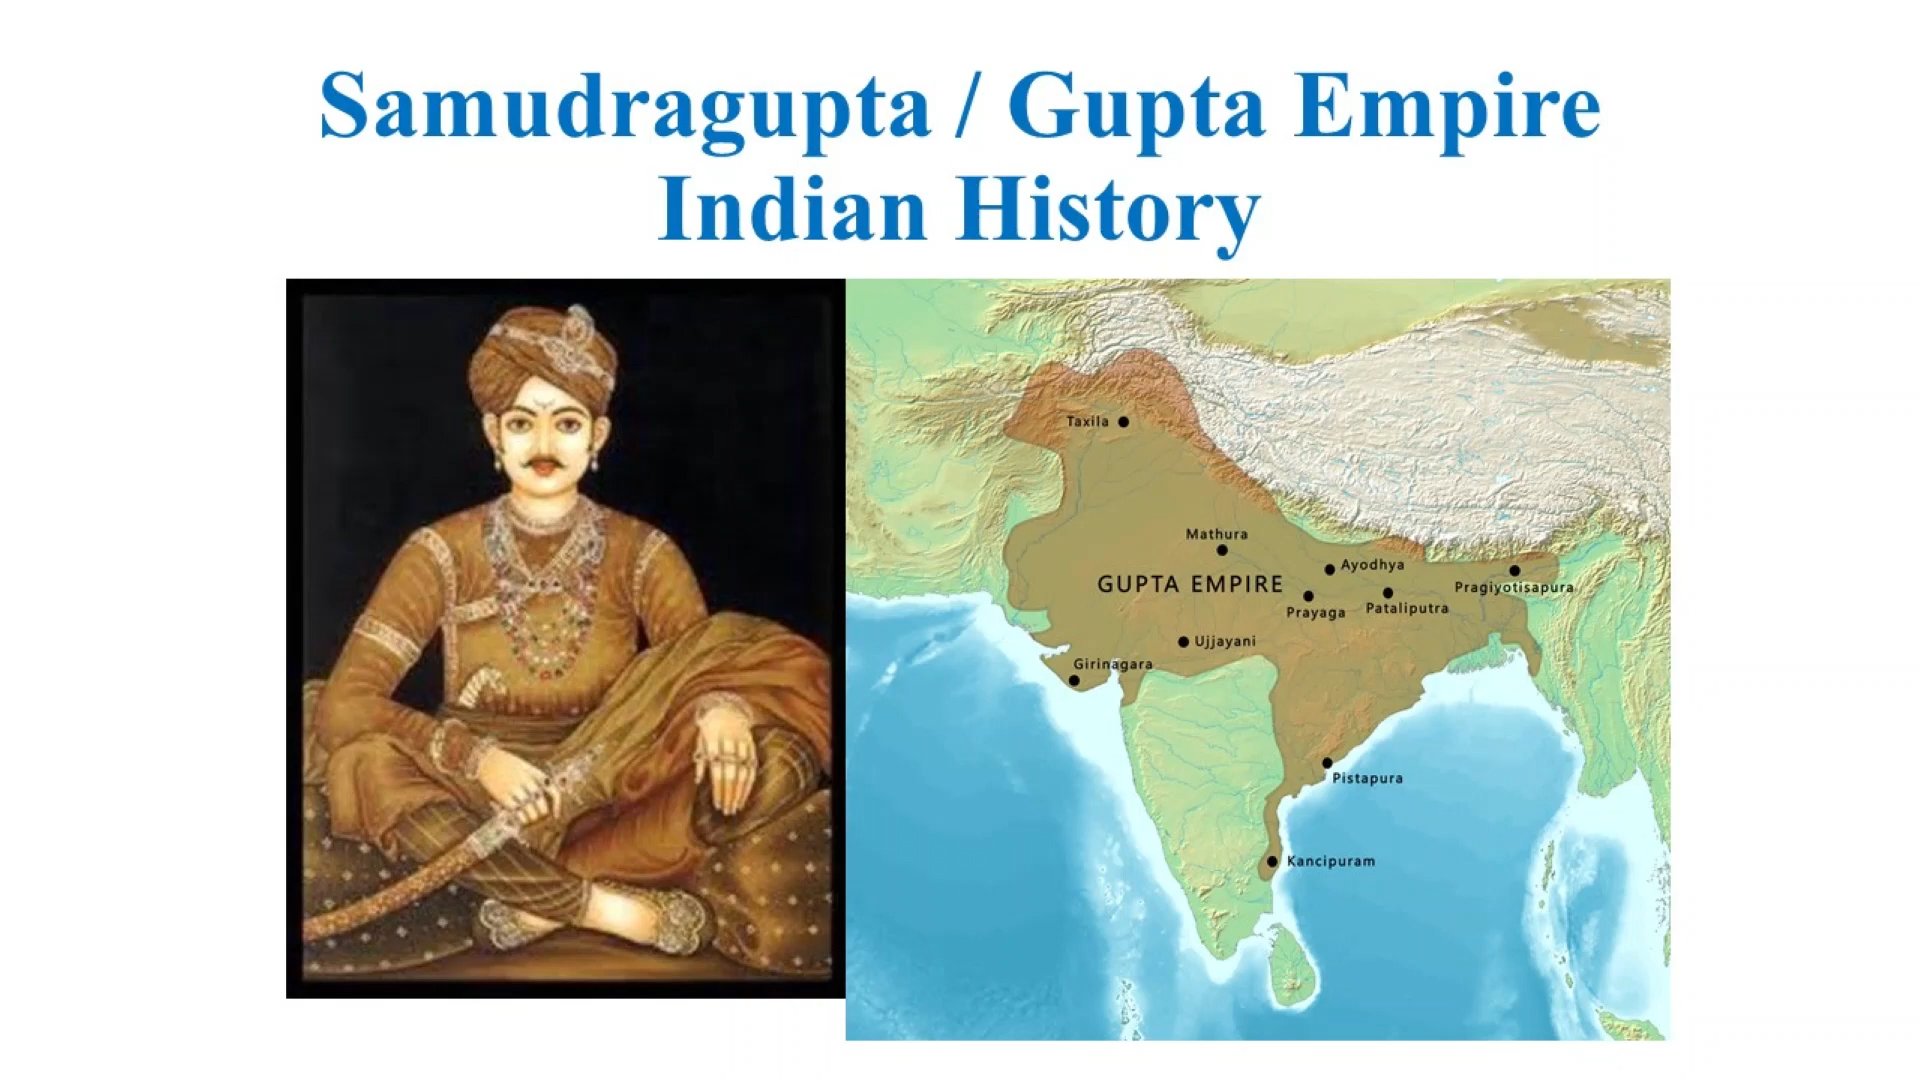 Samudragupta / Gupta Empire
Indian History
Taxila
Mathura
Ayodhya
GUPTA EMPIRE
Pragiyotisapura
Prayaga
Pataliputra
Ujjayani
Girinagara
Pistapura
Kancipuram